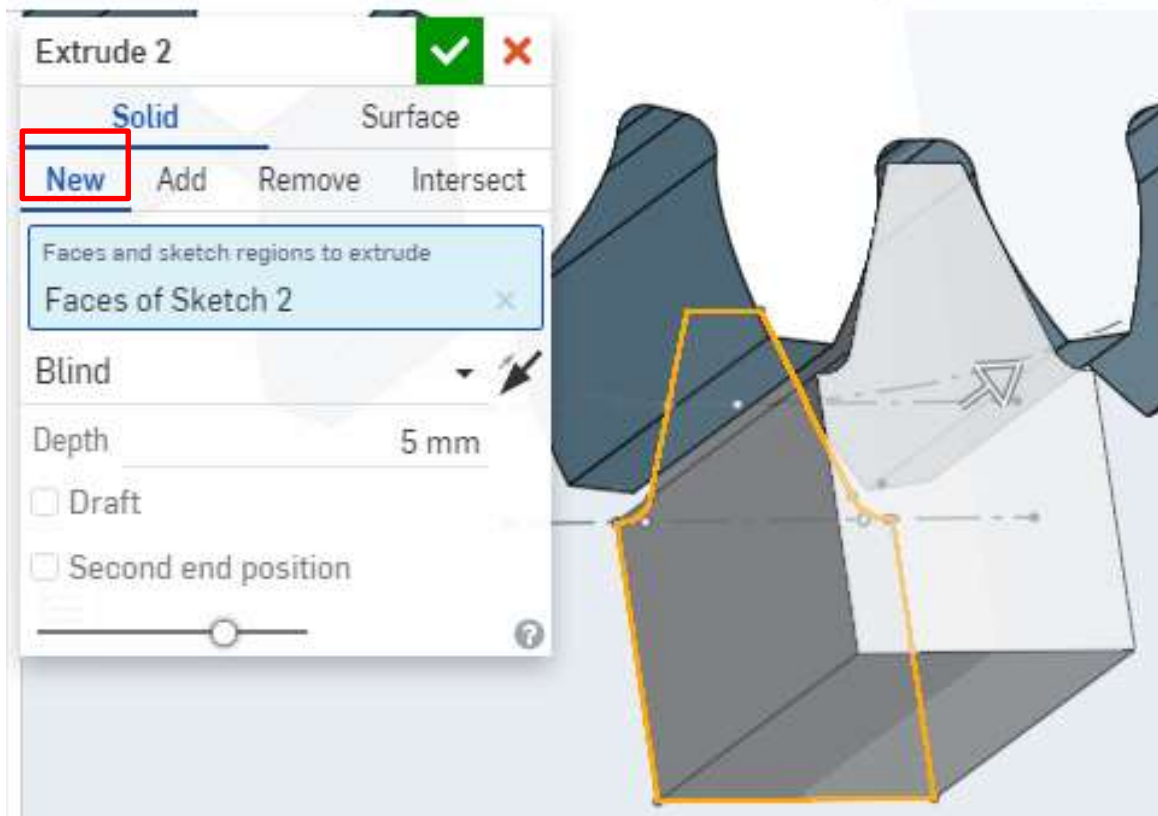 Extrude 2
Solid Surface
New Add Remove Intersect
Faces and sketch regions to extrude
Faces of Sketch 2
Blind
Depth 5 mm
Draft
Second end position
?